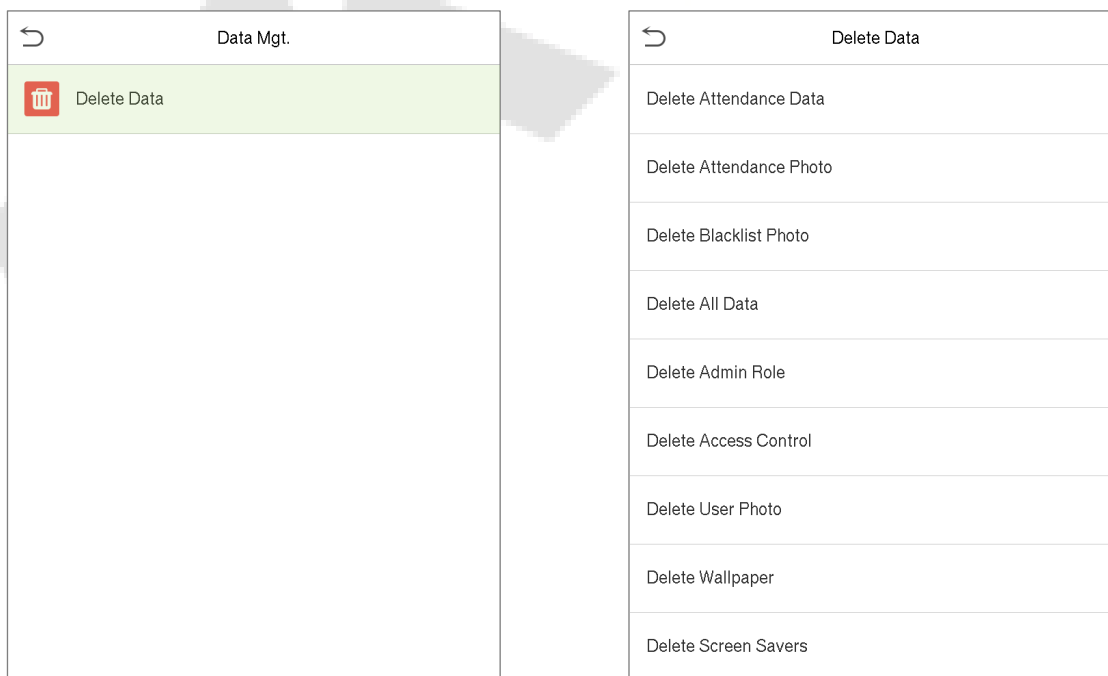 Data Mgt.
Delete Data
Delete Data
Delete Attendance Data
Delete Attendance Photo
Delete Blacklist Photo
Delete All Data
Delete Admin Role
Delete Access Control
Delete User Photo
Delete Wallpaper
Delete Screen Savers